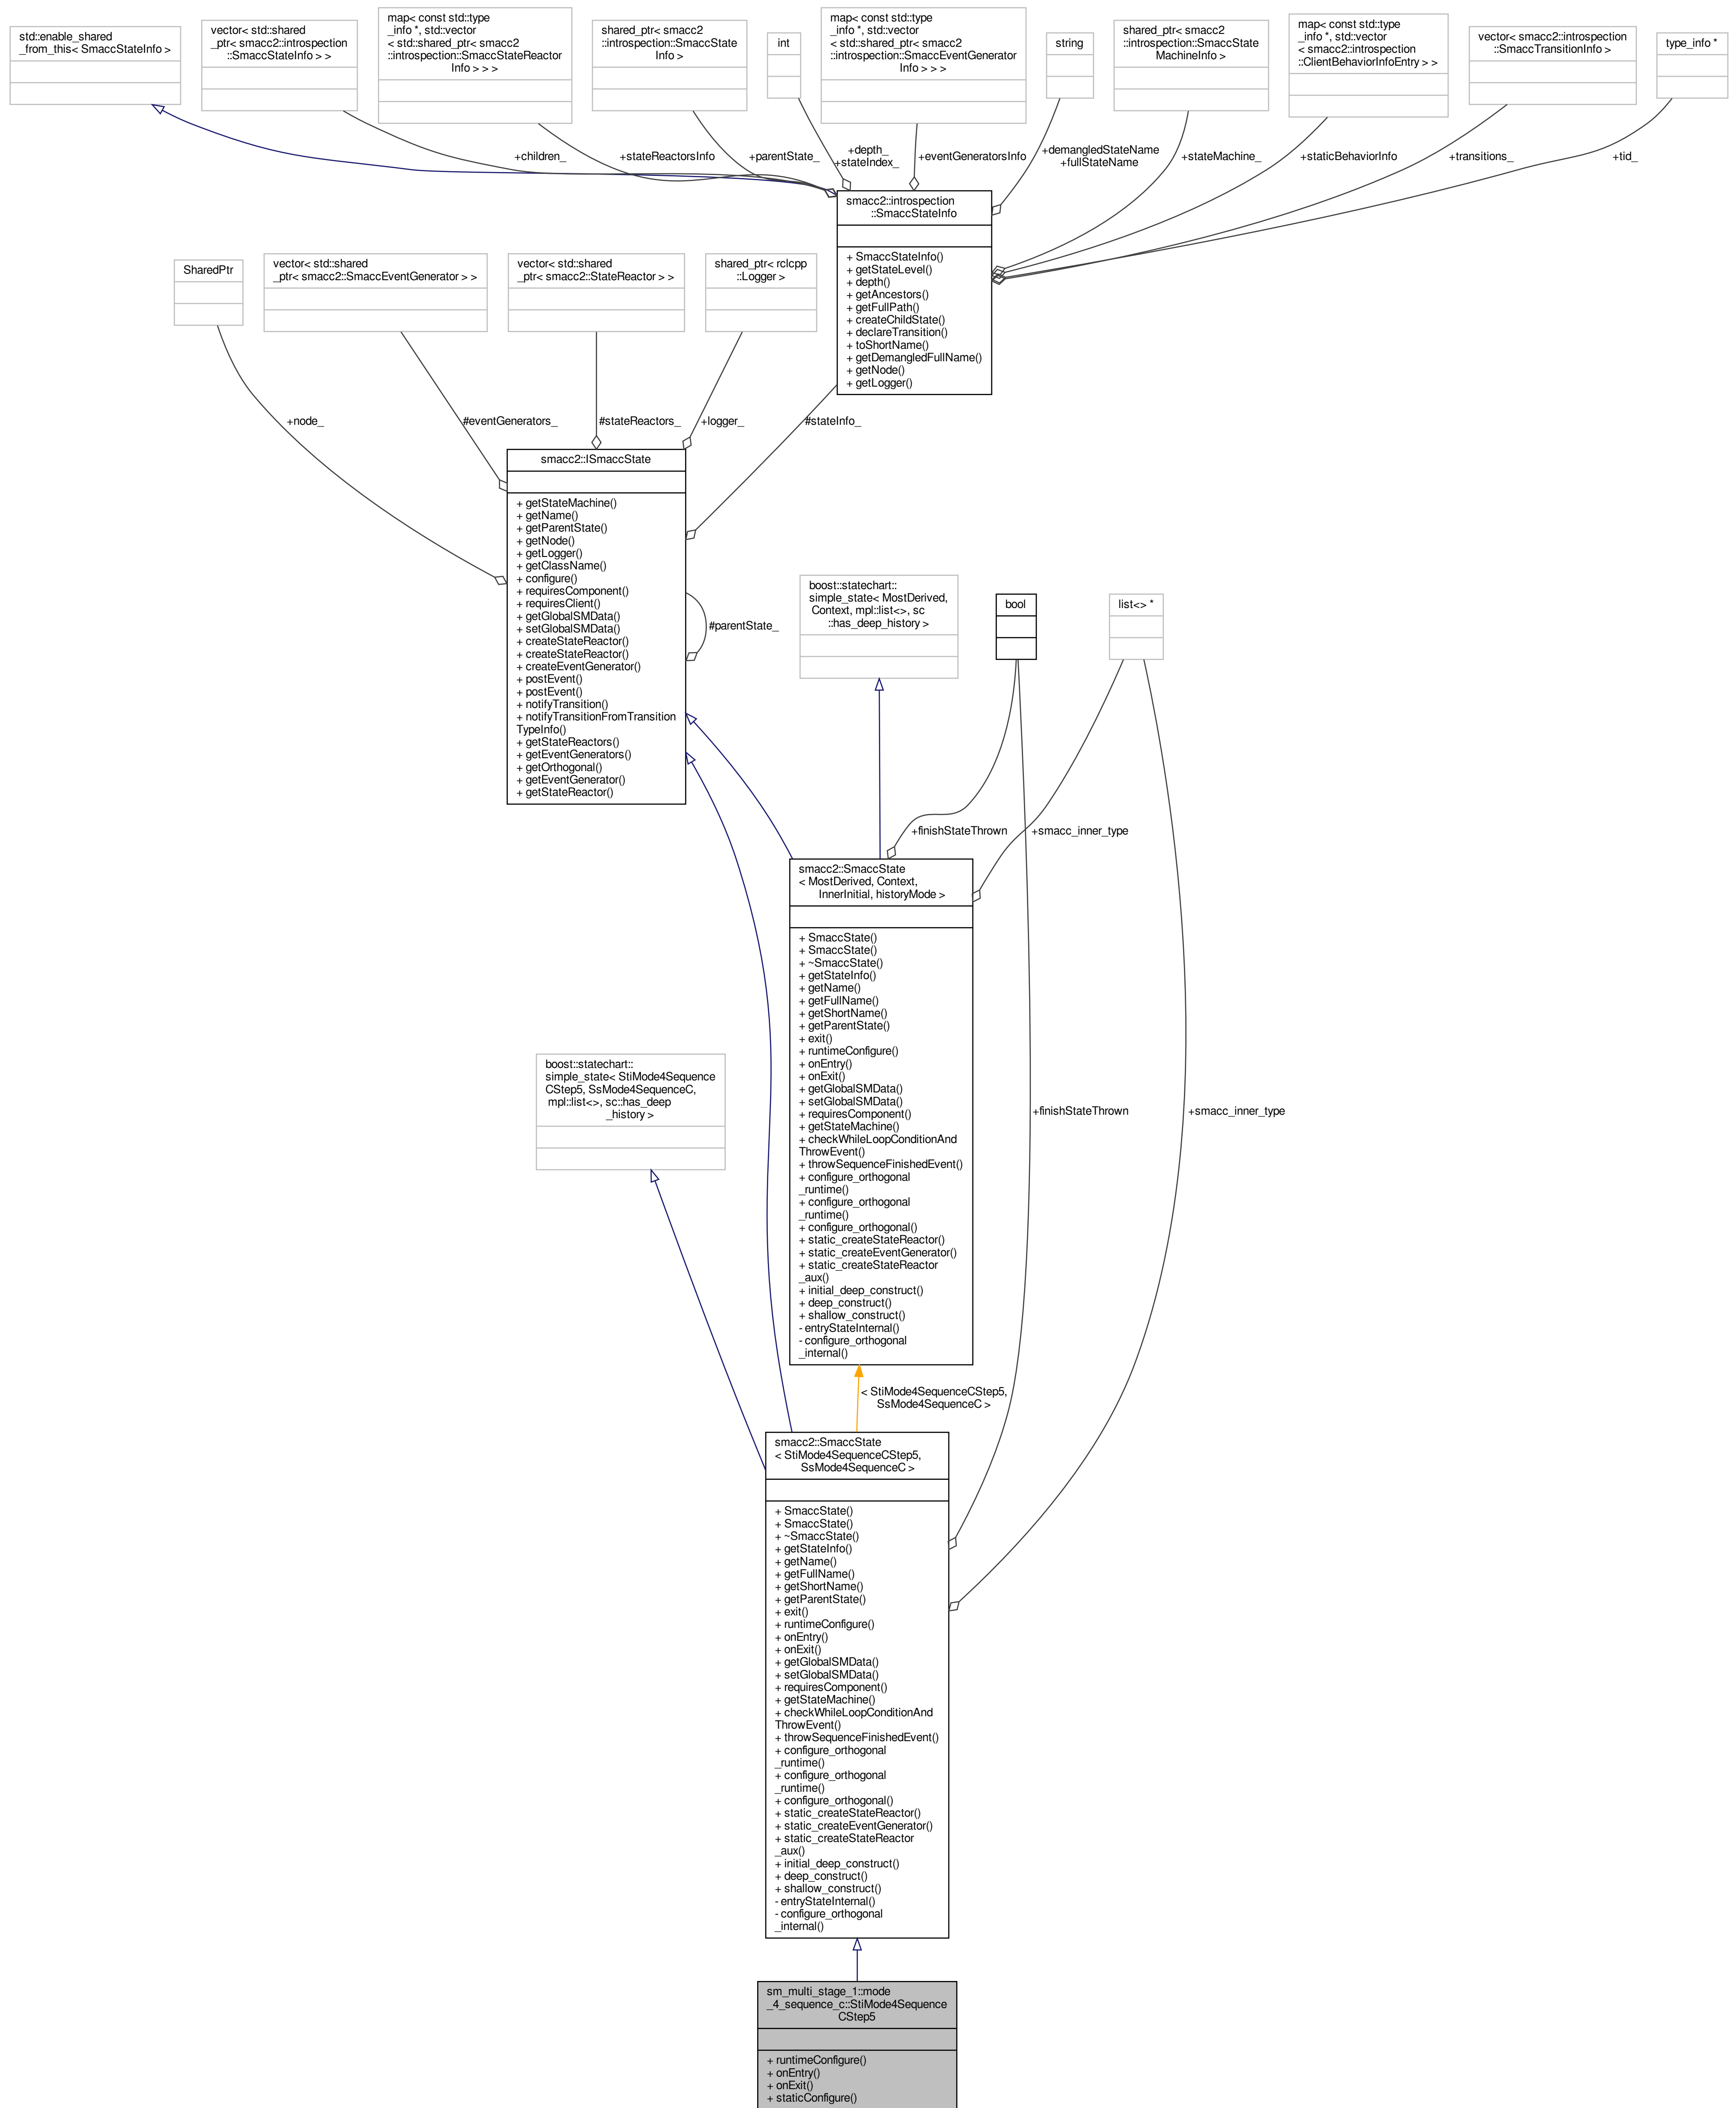 std::enable_shared
_from_this< SmaccStateInfo >
vector< std::shared
_ptr< smacc2::introspection
::SmaccStateInfo > >
map< const std::type
_info *, std::vector
< std::shared_ptr< smacc2
::introspection::SmaccStateReactor
Info > > >
shared_ptr< smacc2
::introspection::SmaccState
Info >
int
map< const std::type
_info *, std::vector
< std::shared_ptr< smacc2
::introspection::SmaccEventGenerator
Info > > >
string
shared_ptr< smacc2
::introspection::SmaccState
MachineInfo >
map< const std::type
_info *, std::vector
< smacc2::introspection
::ClientBehaviorInfoEntry > >
vector< smacc2::introspection
::SmaccTransitionInfo >
type_info *
+children_
+stateReactorsInfo
+parentState_
+depth_
+stateIndex_
+eventGeneratorsInfo
+demangledStateName
+fullStateName
+stateMachine_
+staticBehaviorInfo
+transitions_
+tid_
smacc2::introspection
::SmaccStateInfo
+ SmaccStateInfo()
+ getStateLevel()
+ depth()
+ getAncestors()
+ getFullPath()
+ createChildState()
+ declareTransition()
+ toShortName()
+ getDemangledFullName()
+ getNode()
+ getLogger()
SharedPtr
vector< std::shared
_ptr< smacc2::SmaccEventGenerator > >
vector< std::shared
_ptr< smacc2::StateReactor > >
shared_ptr< rclcpp
::Logger >
+node_
#eventGenerators_
#stateReactors_
+logger_
#stateInfo_
smacc2::ISmaccState
+ getStateMachine()
+ getName()
+ getParentState()
+ getNode()
+ getLogger()
+ getClassName()
+ configure()
+ requiresComponent()
+ requiresClient()
+ getGlobalSMData()
+ setGlobalSMData()
+ createStateReactor()
+ createStateReactor()
+ createEventGenerator()
+ postEvent()
+ postEvent()
+ notifyTransition()
+ notifyTransitionFromTransition
TypeInfo()
+ getStateReactors()
+ getEventGenerators()
+ getOrthogonal()
+ getEventGenerator()
+ getStateReactor()
#parentState_
boost::statechart::
simple_state< MostDerived,
Context, mpl::list<>, sc
::has_deep_history >
bool
list<> *
+finishStateThrown
+smacc_inner_type
smacc2::SmaccState
< MostDerived, Context,
InnerInitial, historyMode >
+ SmaccState()
+ SmaccState()
+ ~SmaccState()
+ getStateInfo()
+ getName()
+ getFullName()
+ getShortName()
+ getParentState()
+ exit()
+ runtimeConfigure()
+ onEntry()
+ onExit()
+ getGlobalSMData()
+ setGlobalSMData()
+ requiresComponent()
+ getStateMachine()
+ checkWhileLoopConditionAnd
ThrowEvent()
+ throwSequenceFinishedEvent()
+ configure_orthogonal
_runtime()
+ configure_orthogonal
_runtime()
+ configure_orthogonal()
+ static_createStateReactor()
+ static_createEventGenerator()
+ static_createStateReactor
_aux()
+ initial_deep_construct()
+ deep_construct()
+ shallow_construct()
- entryStateInternal()
- configure_orthogonal
_internal()
boost::statechart::
simple_state< StiMode4Sequence
CStep5, SsMode4SequenceC,
mpl::list<>, sc::has_deep
_history >
+finishStateThrown
+smacc_inner_type
< StiMode4SequenceCStep5,
SsMode4SequenceC >
smacc2::SmaccState
< StiMode4SequenceCStep5,
SsMode4SequenceC >
+ SmaccState()
+ SmaccState()
+ ~SmaccState()
+ getStateInfo()
+ getName()
+ getFullName()
+ getShortName()
+ getParentState()
+ exit()
+ runtimeConfigure()
+ onEntry()
+ onExit()
+ getGlobalSMData()
+ setGlobalSMData()
+ requiresComponent()
+ getStateMachine()
+ checkWhileLoopConditionAnd
ThrowEvent()
+ throwSequenceFinishedEvent()
+ configure_orthogonal
_runtime()
+ configure_orthogonal
_runtime()
+ configure_orthogonal()
+ static_createStateReactor()
+ static_createEventGenerator()
+ static_createStateReactor
_aux()
+ initial_deep_construct()
+ deep_construct()
+ shallow_construct()
- entryStateInternal()
- configure_orthogonal
_internal()
sm_multi_stage_1::mode
_4_sequence_c::StiMode4Sequence
CStep5
+ runtimeConfigure()
+ onEntry()
+ onExit()
+ staticConfigure()